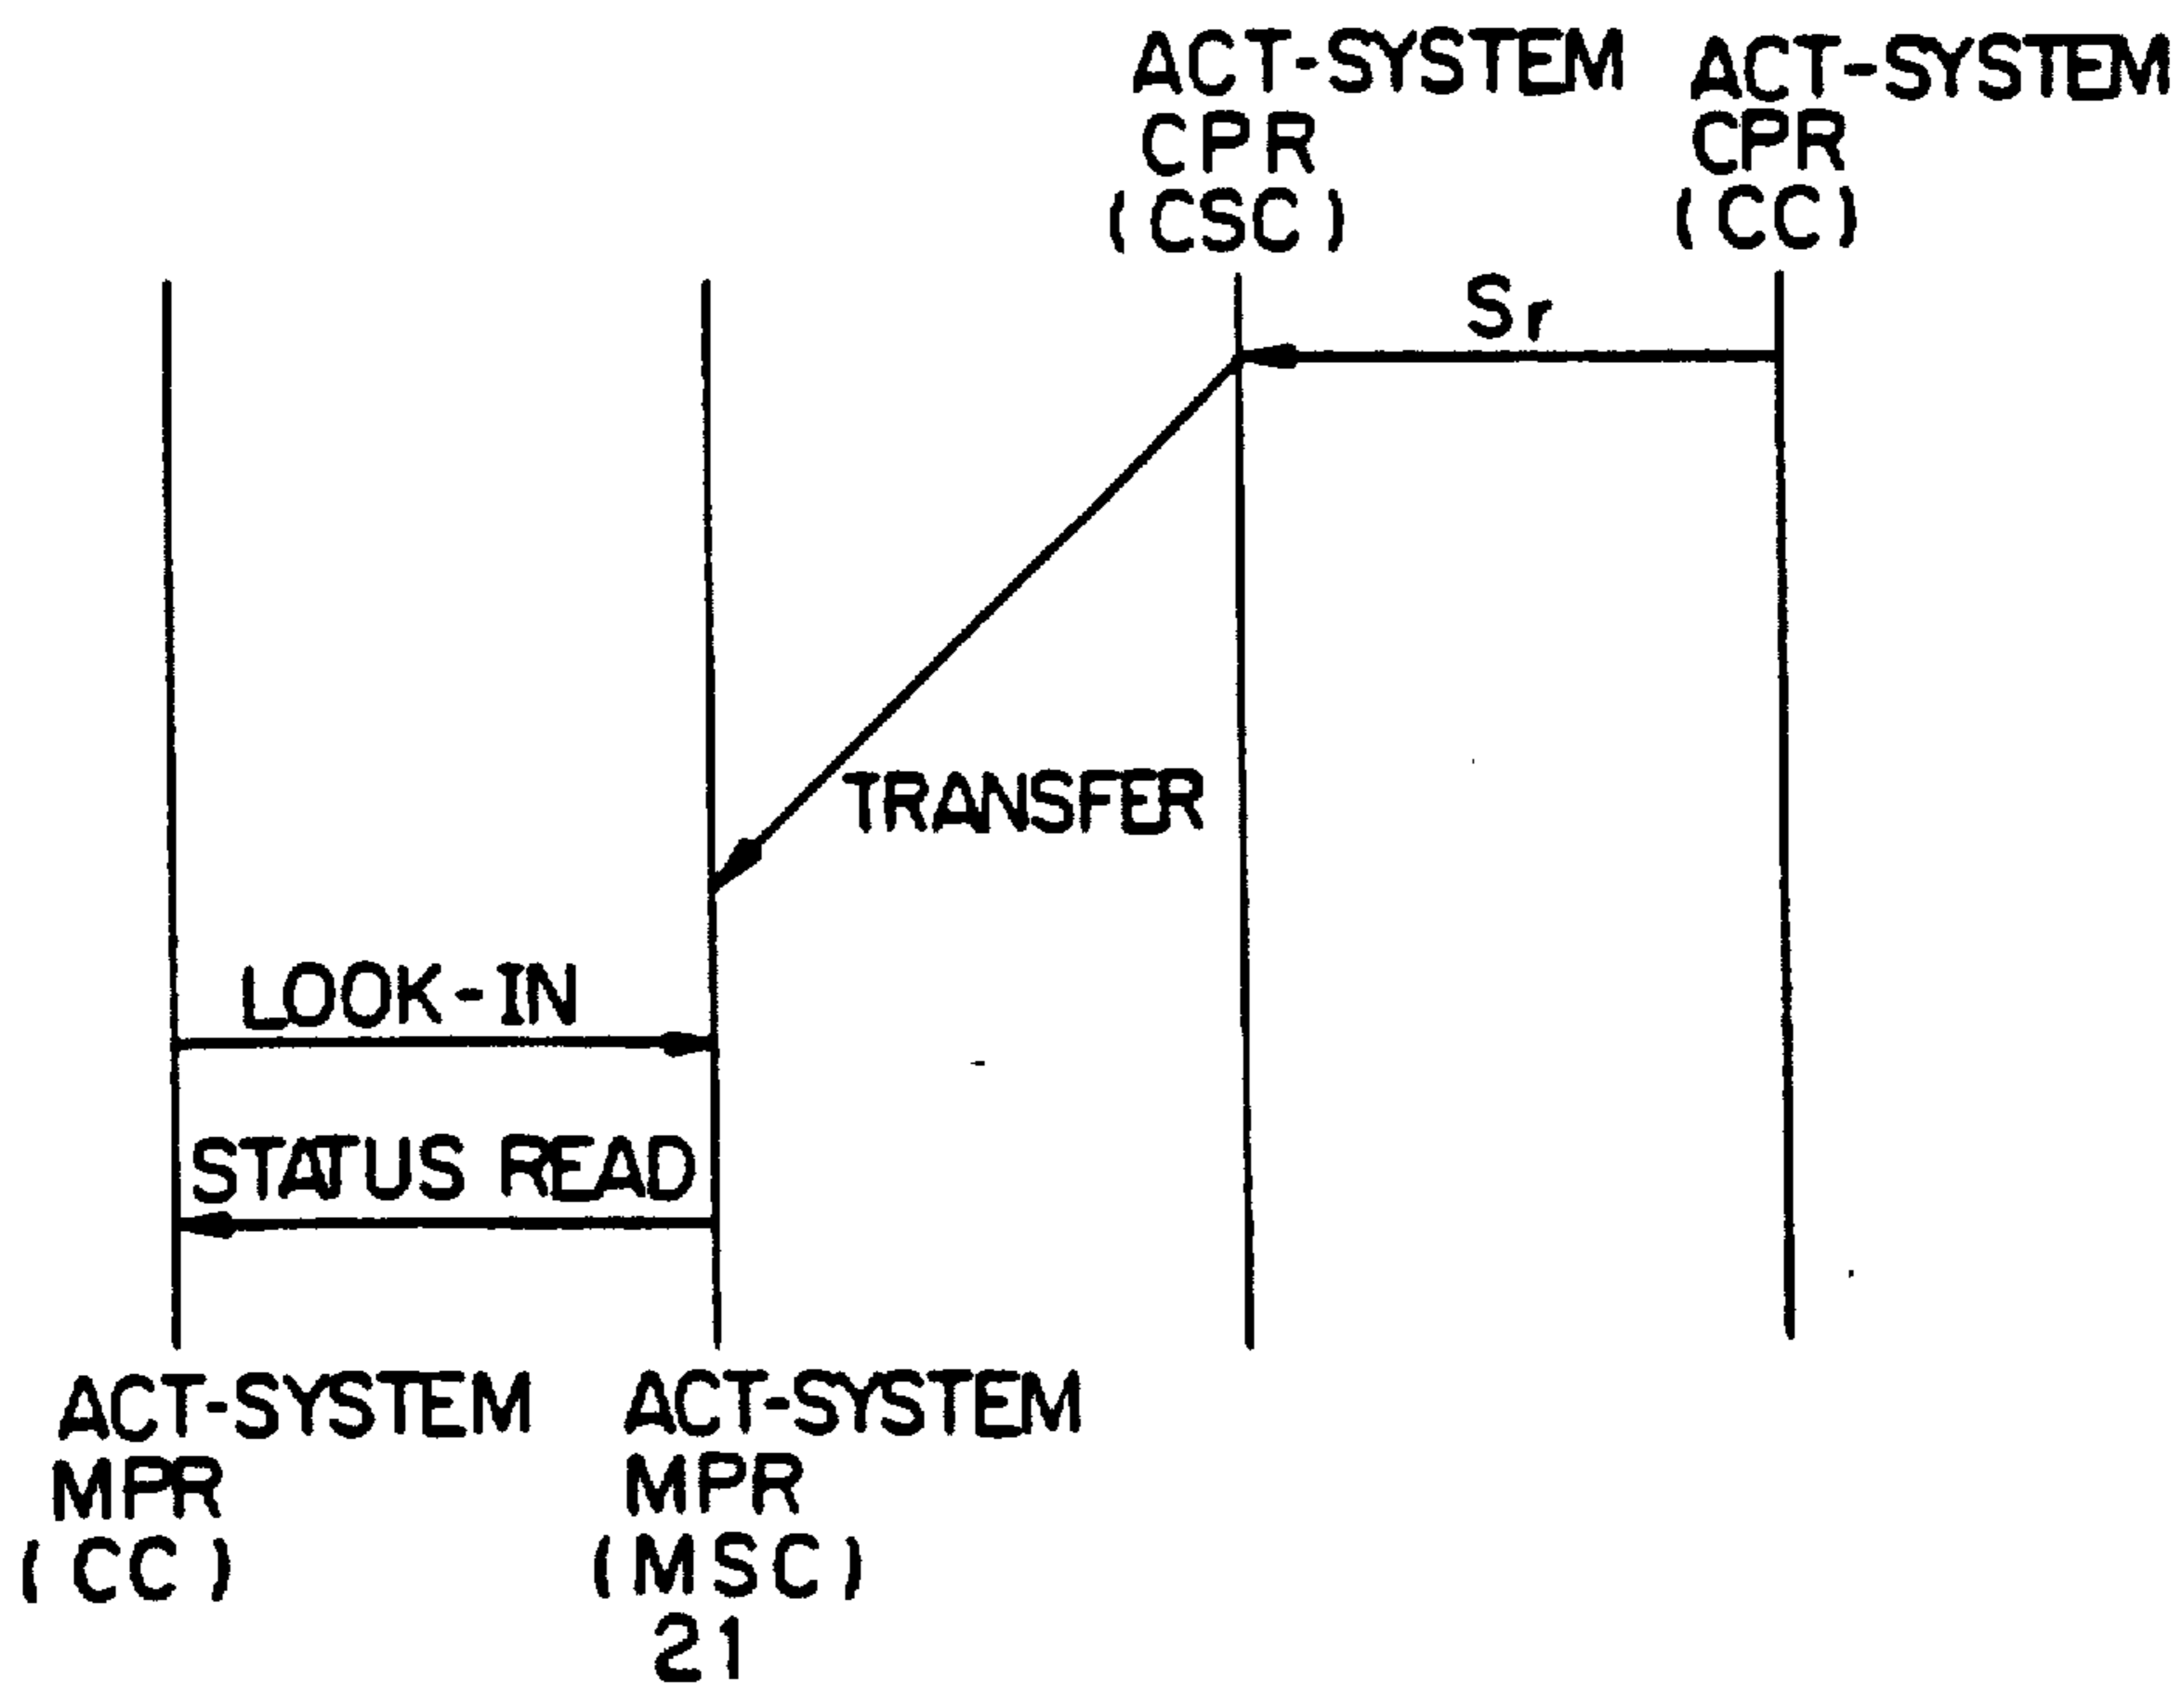 ACT-SYSTEM
CPR
(CSC)
ACT-SYSTEM
CPR
(CC)
Sr
TRANSFER
LOOK-IN
STATUS READ
ACT-SYSTEM
MPR
(CC)
ACT-SYSTEM
MPR
(MSC)
21